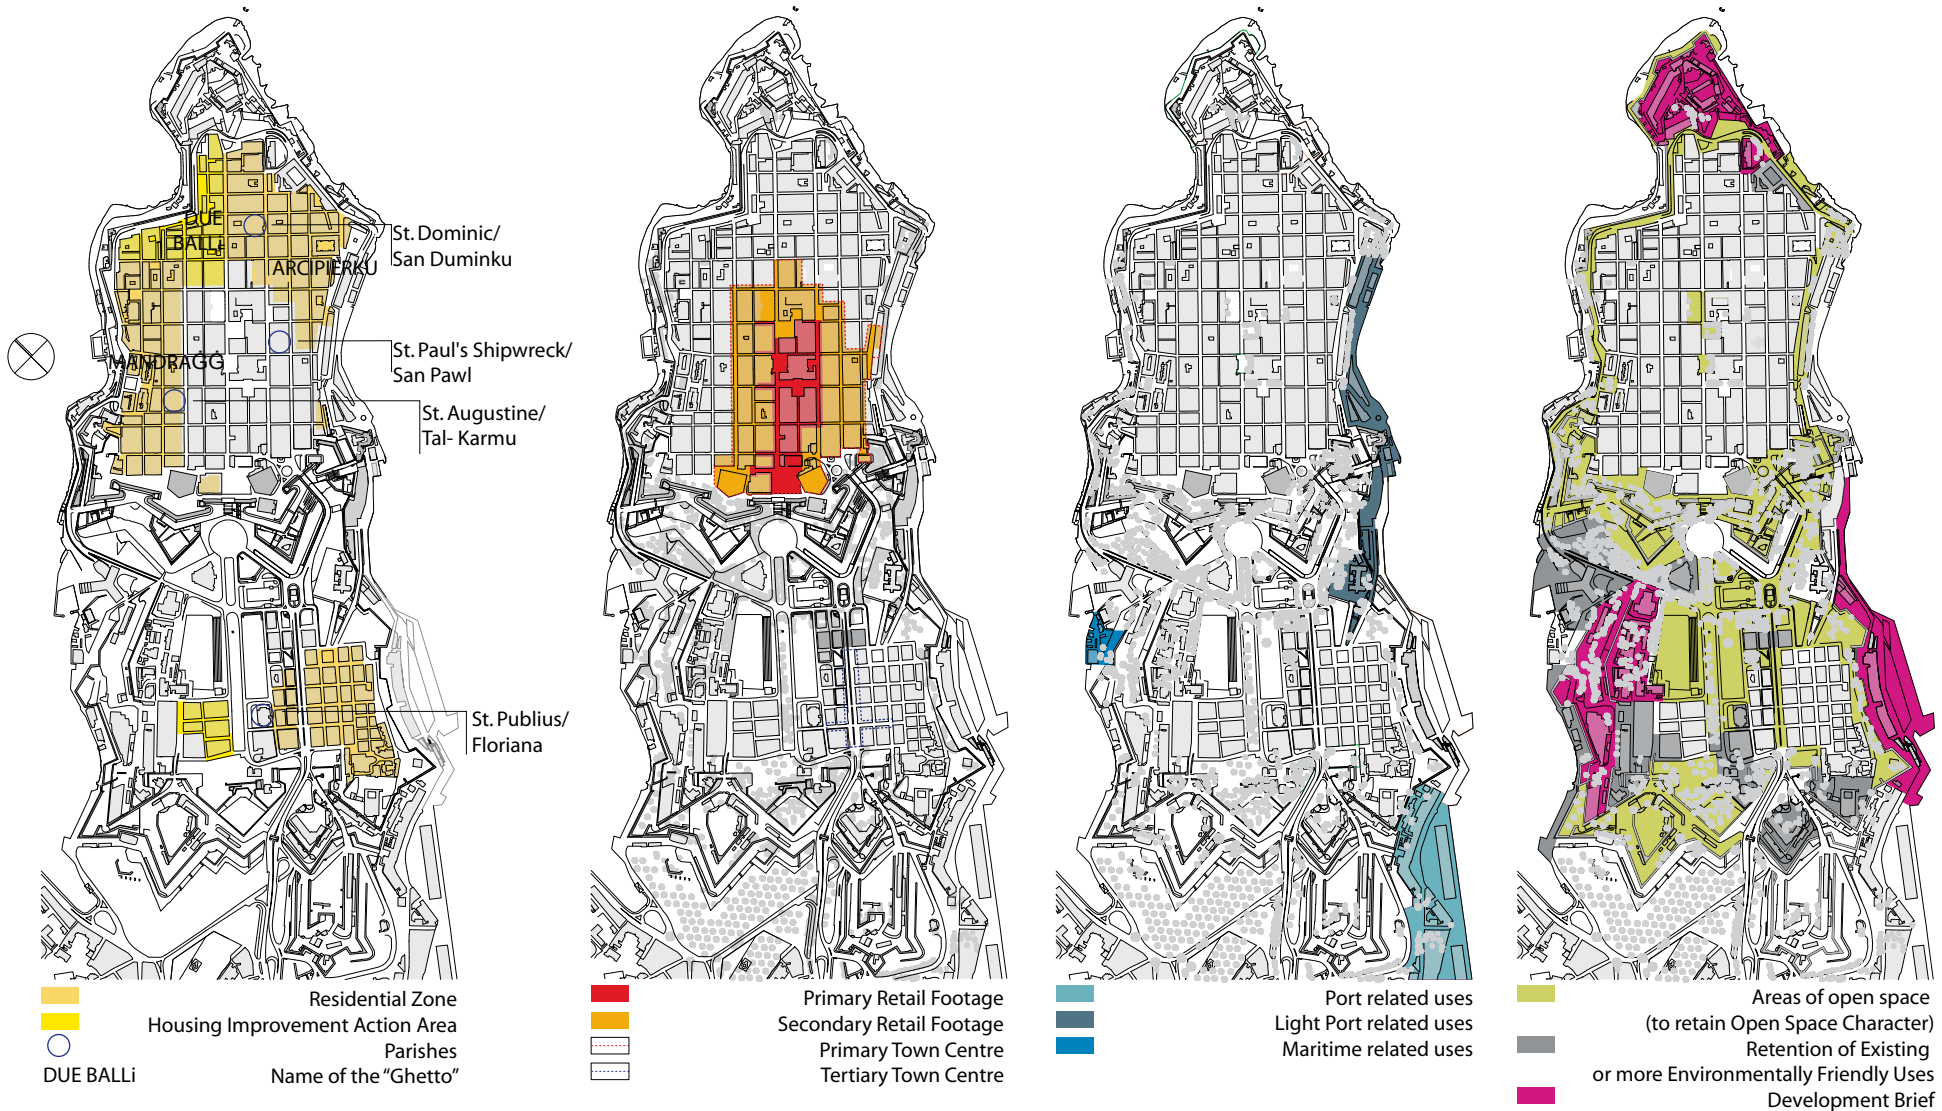 DUE
BALLi
ARCIPIERKU
MANDRAĠĠ
St. Dominic/
San Duminku
St. Paul's Shipwreck/
San Pawl
St. Augustine/
Tal- Karmu
St. Publius/
Floriana
Residential Zone
Housing Improvement Action Area
Parishes
DUE BALLi Name of the "Ghetto"
Primary Retail Footage
Secondary Retail Footage
Primary Town Centre
Tertiary Town Centre
Port related uses
Light Port related uses
Maritime related uses
Areas of open space
(to retain Open Space Character)
Retention of Existing
or more Environmentally Friendly Uses
Development Brief